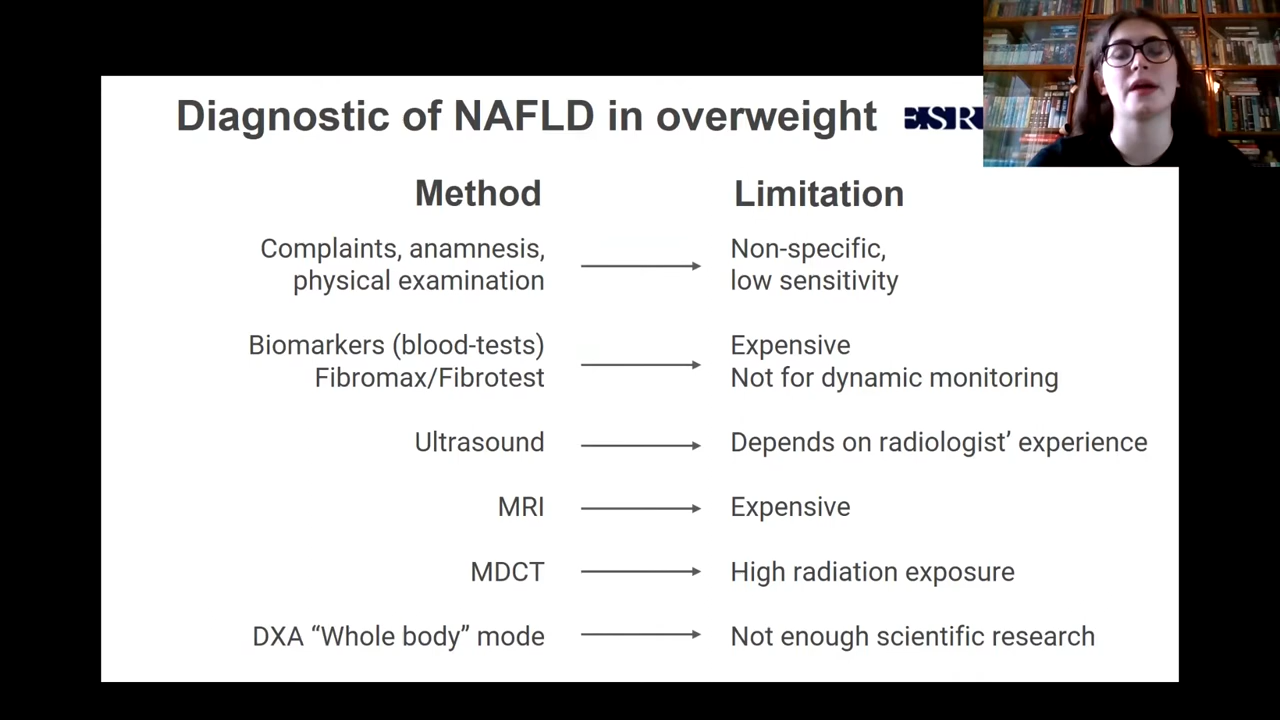 Diagnostic of NAFLD in overweight
ESR
Method
Limitation
Complaints, anamnesis,
physical examination
Non-specific,
low sensitivity
Biomarkers (blood-tests)
Fibromax/Fibrotest
Expensive
Not for dynamic monitoring
Ultrasound
Depends on radiologist’ experience
MRI
Expensive
MDCT
High radiation exposure
DXA “Whole body” mode
Not enough scientific research